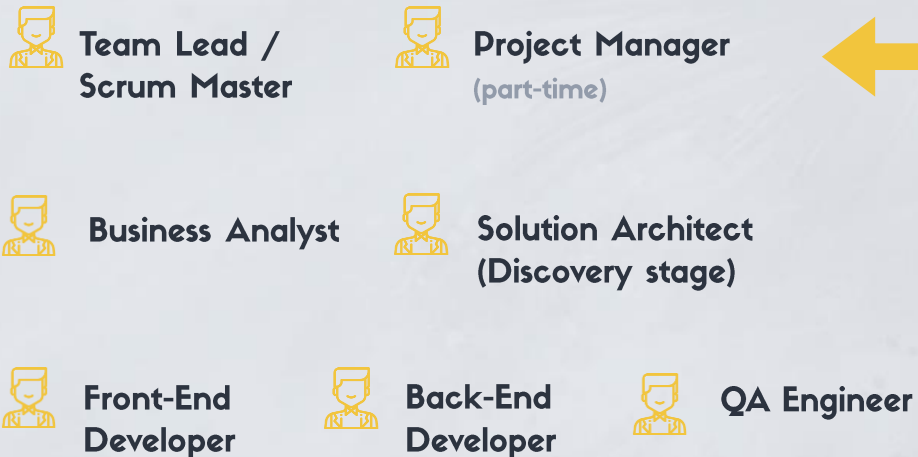 Team Lead /
Scrum Master
Project Manager
(part-time)
Business Analyst
Solution Architect
(Discovery stage)
Front-End
Developer
Back-End
Developer
QA Engineer